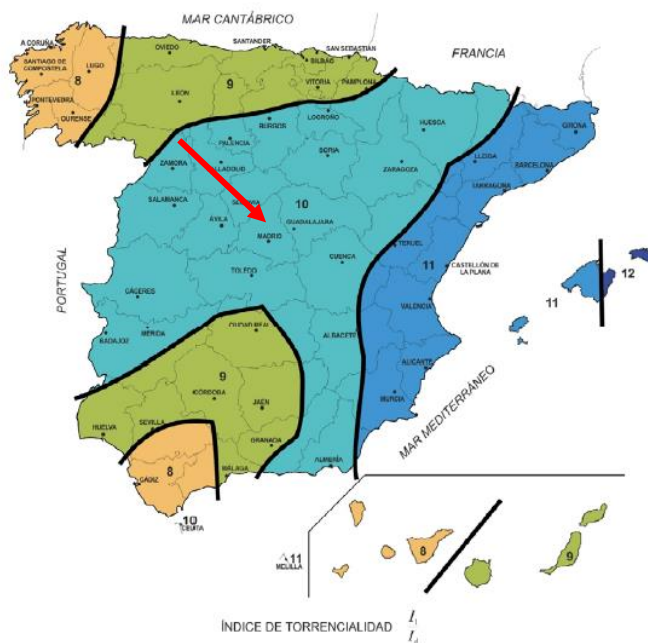 MAR CANTÁBRICO
FRANCIA
A CORUÑA
SANTIAGO DE COMPOSTELA
LUGO
8
PONTEVEDRA
OURENSE
OVIEDO
SANTANDER
SAN SEBASTIÁN
BILBAO
9
VITORIA
PAMPLONA
LEÓN
BURGOS
LOGROÑO
HUESCA
GIRONA
PALENCIA
LLEIDA
BARCELONA
ZAMORA
SORIA
ZARAGOZA
TARRAGONA
SALAMANCA
10
ÁVILA
GUADALAJARA
MADRID
TERUEL
CUENCA
11
CASTELLÓN DE
LA PLANA
12
11
PORTUGAL
TOLEDO
CÁCERES
VALENCIA
CIUDAD REAL
ALBACETE
BADAJOZ
MÉRIDA
ALICANTE
9
CÓRDOBA
JAÉN
MURCIA
MAR MEDITERRÁNEO
HUELVA
SEVILLA
GRANADA
8
CÁDIZ
MÁLAGA
ALMERÍA
10
CEUTA
11
MELILLA
8
9
ÍNDICE DE TORRENCIALIDAD